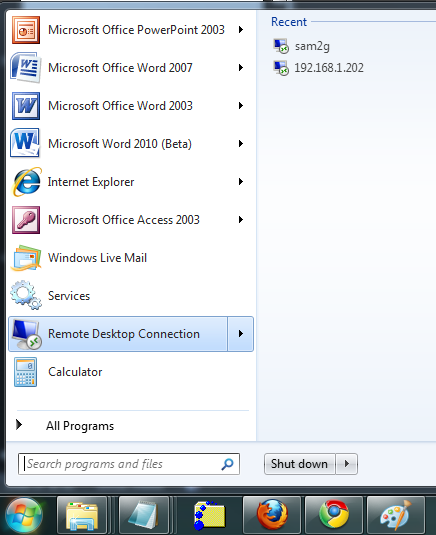 Microsoft Office PowerPoint 2003
Microsoft Office Word 2007
Microsoft Office Word 2003
Microsoft Word 2010 (Beta)
Internet Explorer
Microsoft Office Access 2003
Windows Live Mail
Services
Remote Desktop Connection
Calculator
All Programs
Search programs and files
Recent
sam2g
192.168.1.202
Shut down